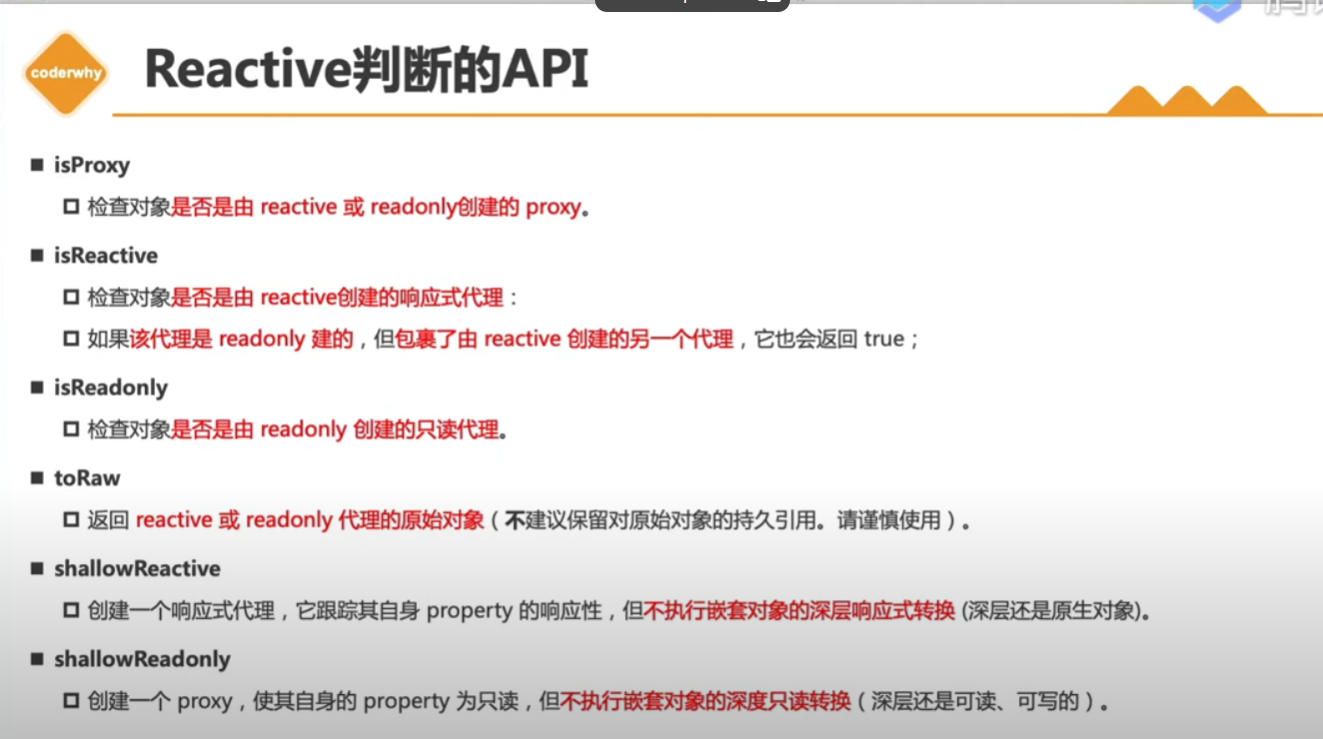 coderwhy
Reactive判断的API
isProxy
检查对象是否是由 reactive 或 readonly创建的 proxy。
isReactive
检查对象是否是由 reactive创建的响应式代理：
如果该代理是 readonly 建的，但包裹了由 reactive 创建的另一个代理，它也会返回 true；
isReadonly
检查对象是否是由 readonly 创建的只读代理。
toRaw
返回 reactive 或 readonly 代理的原始对象（不建议保留对原始对象的持久引用。请谨慎使用）。
shallowReactive
创建一个响应式代理，它跟踪其自身 property 的响应性，但不执行嵌套对象的深层响应式转换 (深层还是原生对象)。
shallowReadonly
创建一个 proxy，使其自身的 property 为只读，但不执行嵌套对象的深度只读转换（深层还是可读、可写的）。